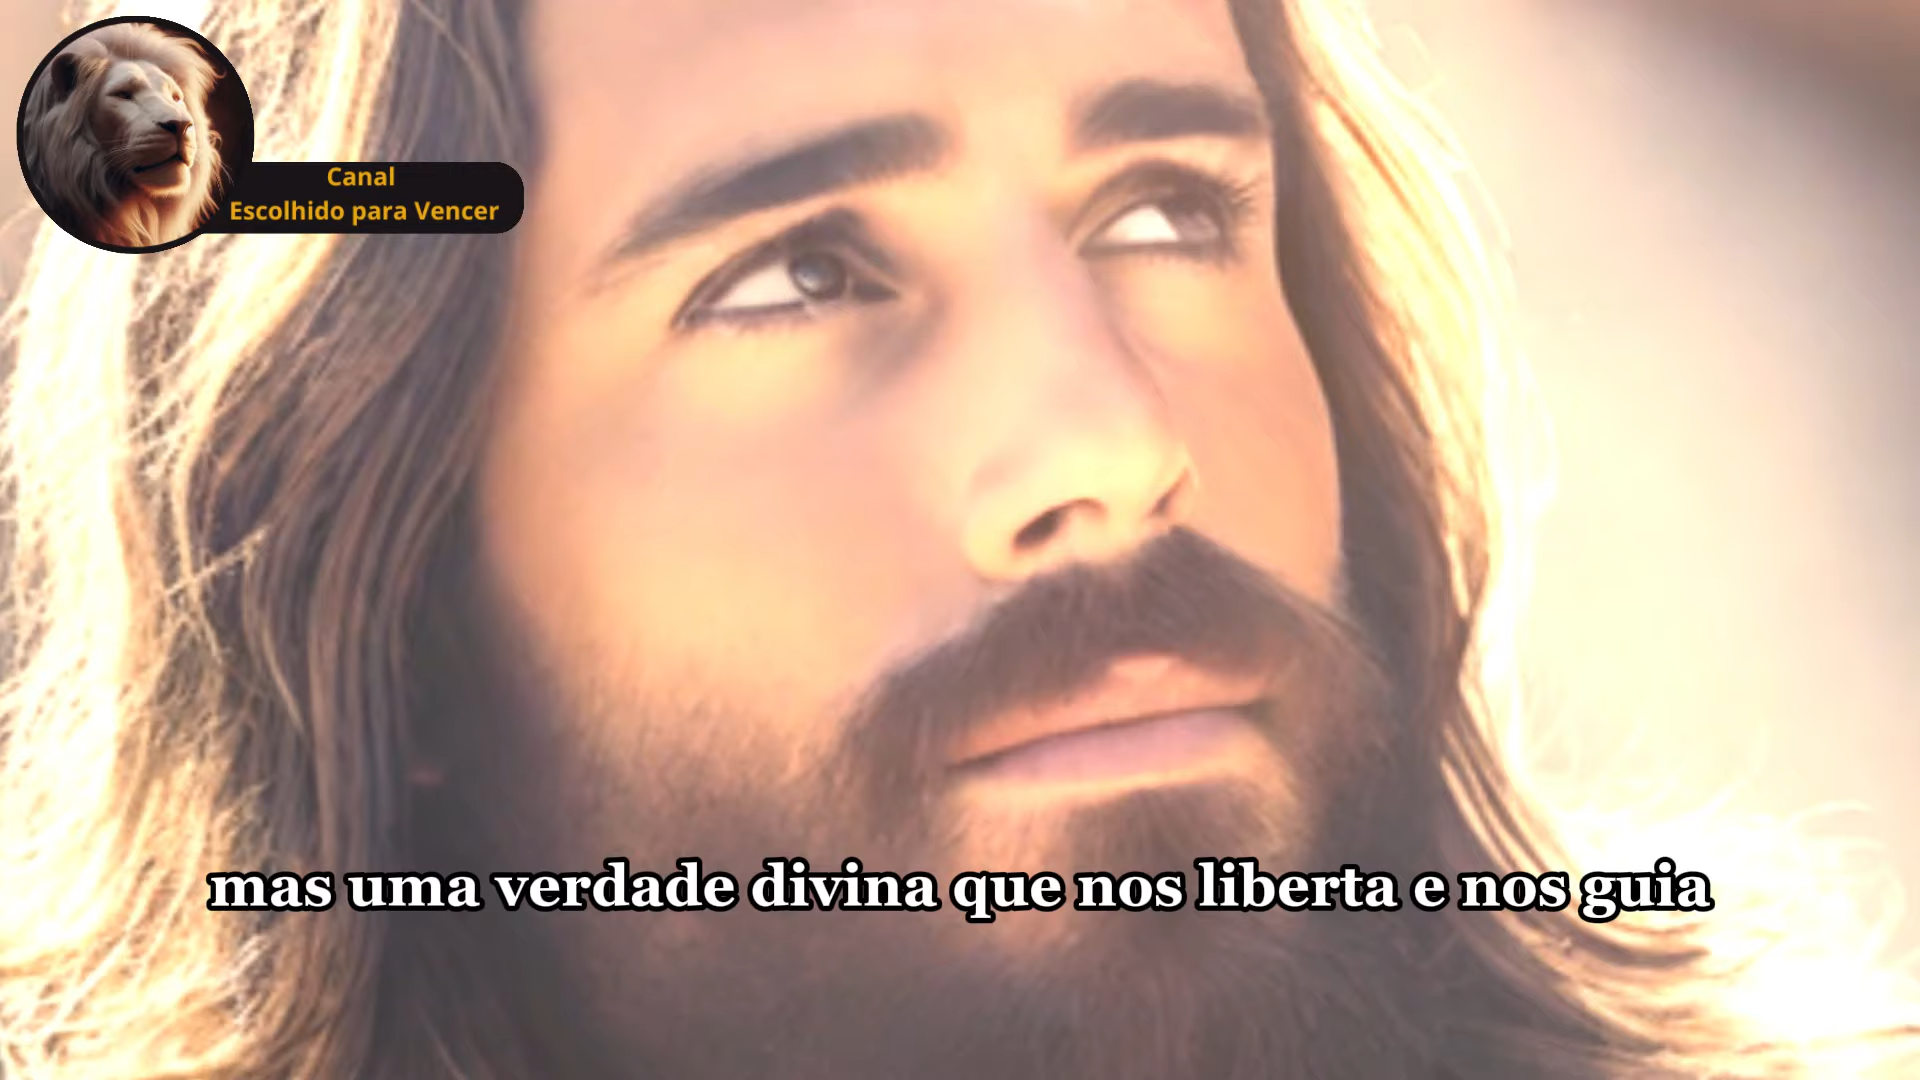 Canal
Escolhido para Vencer
mas uma verdade divina que nos liberta e nos guia